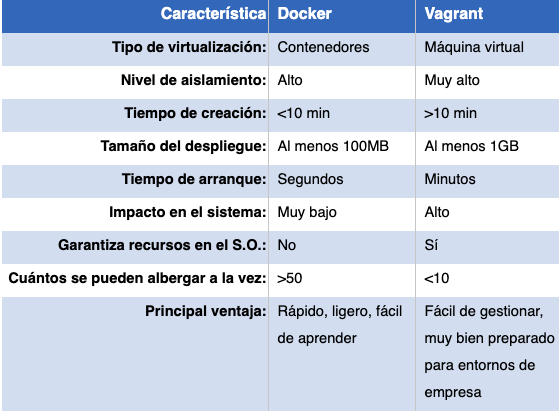 Característica Docker Vagrant
Tipo de virtualización: Contenedores Máquina virtual
Nivel de aislamiento: Alto Muy alto
Tiempo de creación: <10 min >10 min
Tamaño del despliegue: Al menos 100MB Al menos 1GB
Tiempo de arranque: Segundos Minutos
Impacto en el sistema: Muy bajo Alto
Garantiza recursos en el S.O.: No Sí
Cuántos se pueden albergar a la vez: >50 <10
Principal ventaja: Rápido, ligero, fácil Fácil de gestionar,
de aprender muy bien preparado
para entornos de
empresa